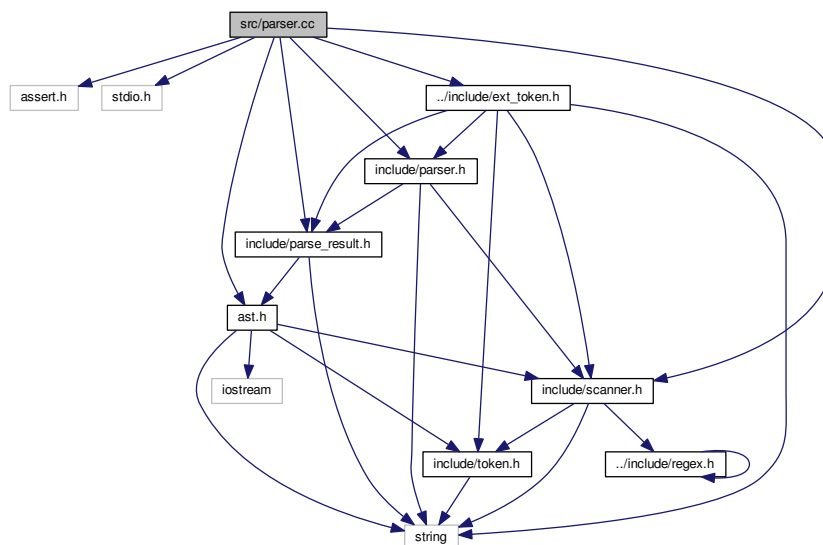 src/parser.cc
assert.h
stdio.h
../include/ext_token.h
include/parser.h
include/parse_result.h
ast.h
iostream
include/scanner.h
include/token.h
../include/regex.h
string